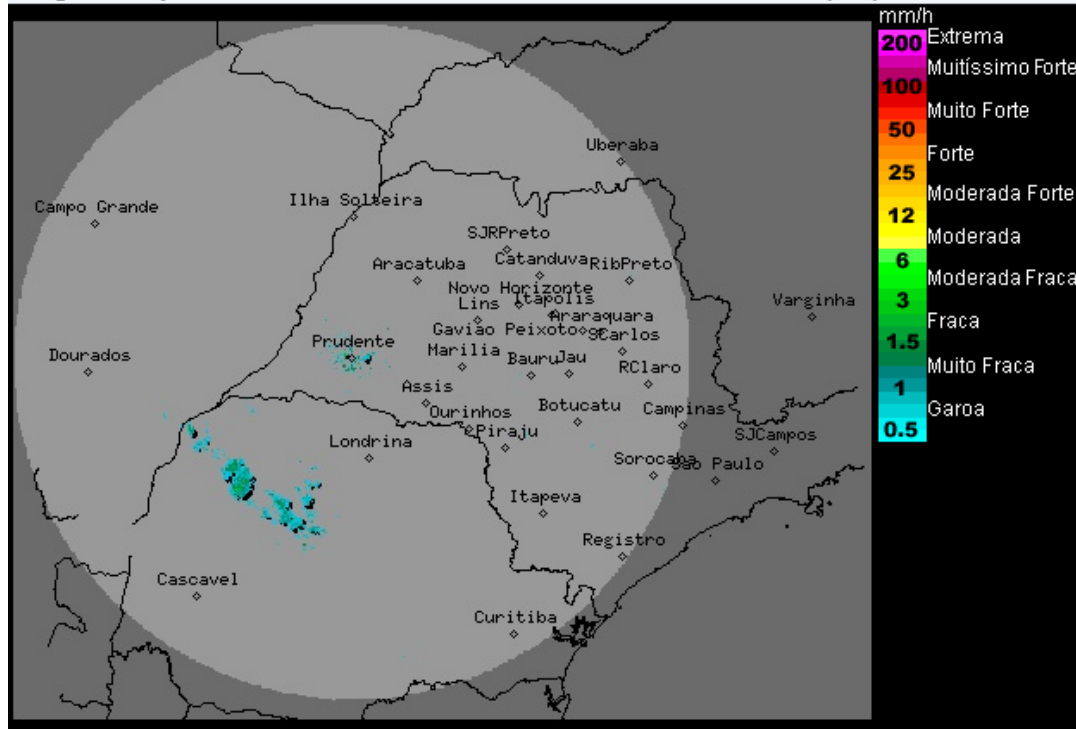 mm/h
200 Extrema
Muitíssimo Forte
100
Muito Forte
50
Forte
25
Moderada Forte
12
Moderada
6
Moderada Fraca
3
Fraca
1.5
Muito Fraca
1
Garoa
0.5
Uberaba
Campo Grande
Ilha Solteira
SJRPreto
Aracatuba
Catanduva
RibPreto
Novo Horizonte
Lins
Itapolis
Varginha
Araraquara
Gaviao Peixoto
SCarlos
Prudente
Marilia
Dourados
Bauru
Jau
RClaro
Assis
Ourinhos
Botucatu
Campinas
Piraju
Londrina
SJCampos
Sorocaba
Sao Paulo
Itapeva
Registro
Cascavel
Curitiba